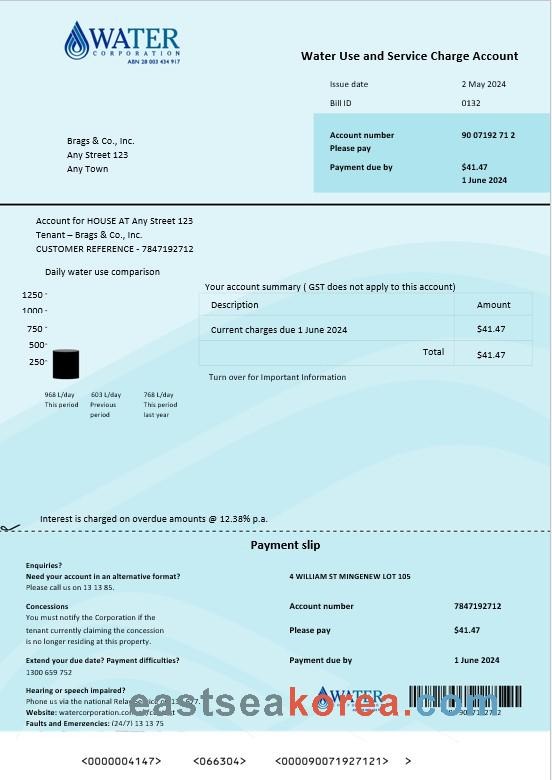 WATER
CORPORATION
ABN 28 003 434 917
Water Use and Service Charge Account
Issue date 2 May 2024
Bill ID 0132
Account number 90 07192 71 2
Please pay
Payment due by $41.47
1 June 2024
Brags & Co., Inc.
Any Street 123
Any Town
Account for HOUSE AT Any Street 123
Tenant – Brags & Co., Inc.
CUSTOMER REFERENCE - 7847192712
Daily water use comparison
1250
1000
750
500
250
968 L/day 603 L/day 768 L/day
This period Previous This period
period last year
Your account summary ( GST does not apply to this account)
Description Amount
Current charges due 1 June 2024 $41.47
Total $41.47
Turn over for Important Information
Interest is charged on overdue amounts @ 12.38% p.a.
Payment slip
Enquiries?
Need your account in an alternative format?
Please call us on 13 13 85.
Concessions
You must notify the Corporation if the
tenant currently claiming the concession
is no longer residing at this property.
Extend your due date? Payment difficulties?
1300 659 752
Hearing or speech impaired?
Phone us via the national Relay Service on
Website: watercorporation.com
Faults and Emerencies: (24/7) 13 13 75
4 WILLIAM ST MINGENEW LOT 105
Account number 7847192712
Please pay $41.47
Payment due by 1 June 2024
WATER
eastseakorea.com
<0000004147> <066304> <000090071927121> >